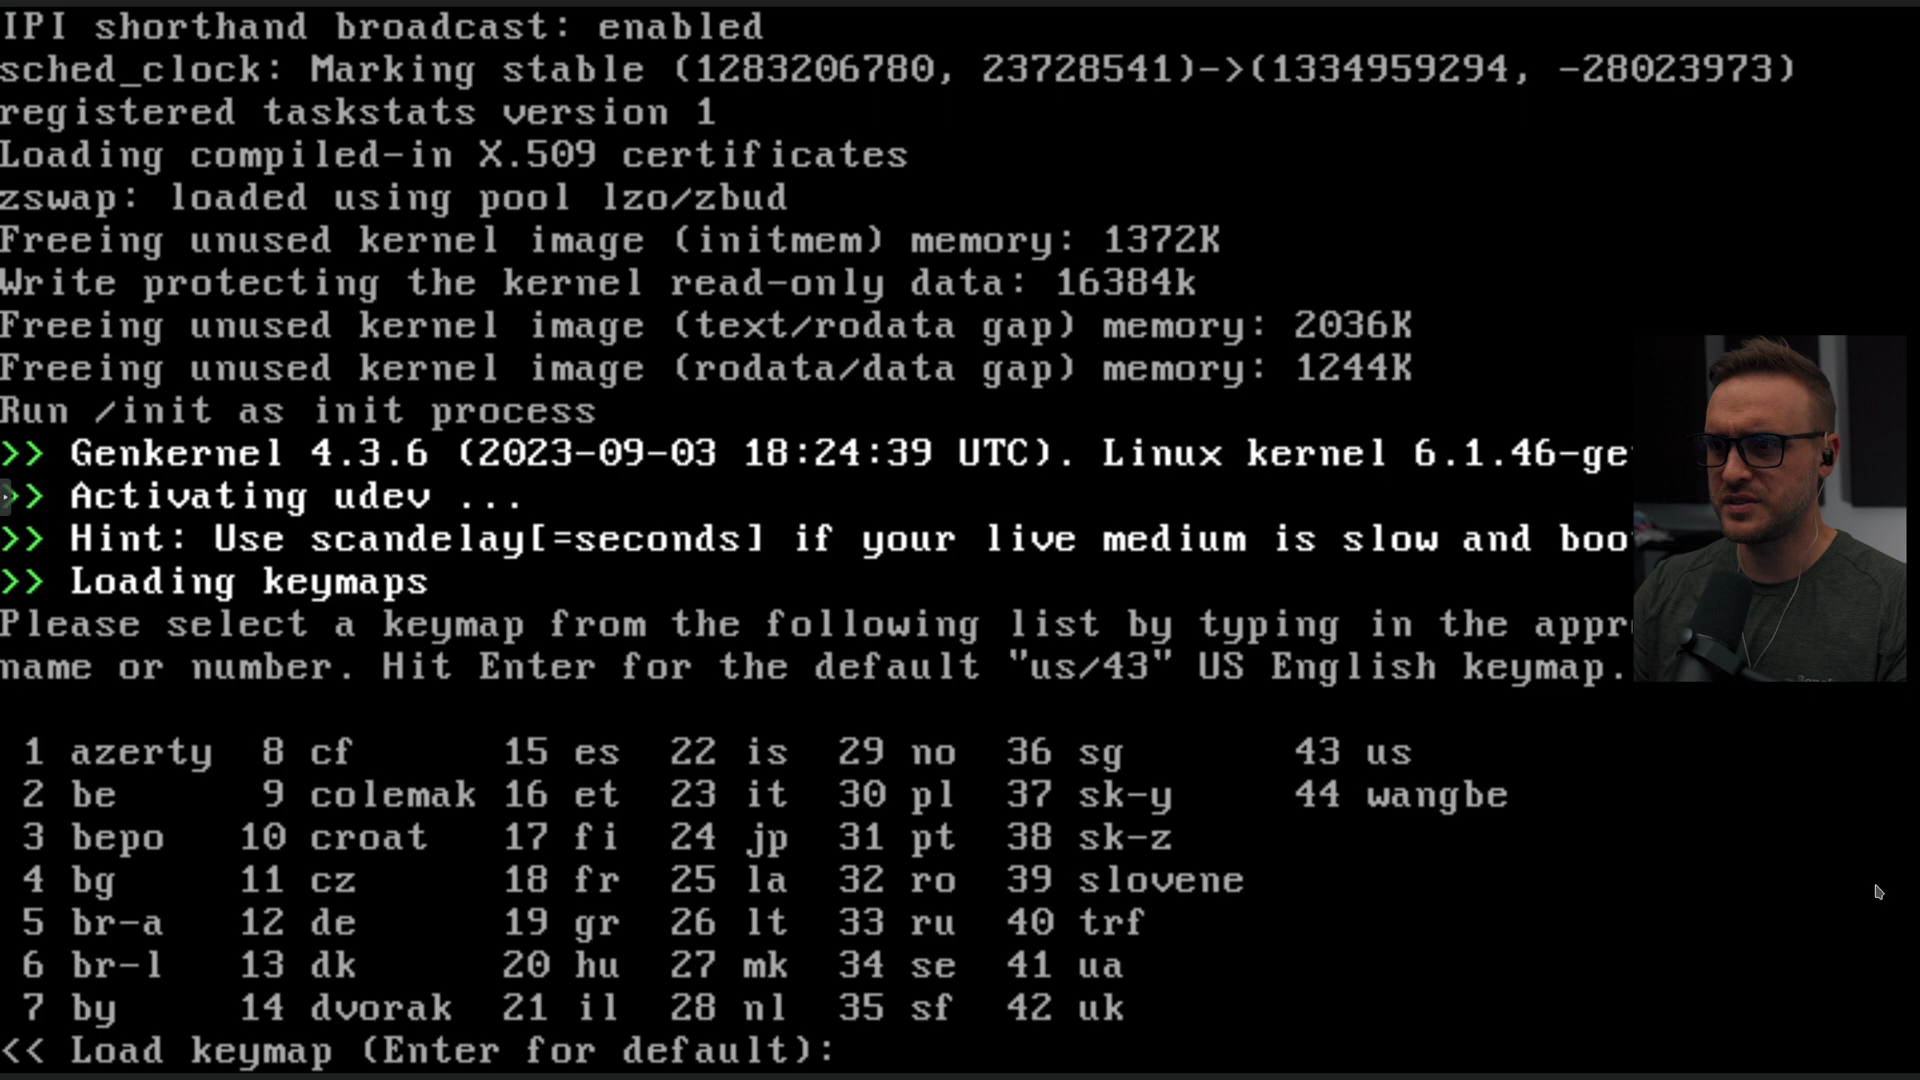 IPI shorthand broadcast: enabled
sched_clock: Marking stable (1283206780, 23728541)->(1334959294, -28023973)
registered taskstats version 1
Loading compiled-in X.509 certificates
zswap: loaded using pool lzo/zbud
Freeing unused kernel image (initmem) memory: 1372K
Write protecting the kernel read-only data: 16384k
Freeing unused kernel image (text/rodata gap) memory: 2036K
Freeing unused kernel image (rodata/data gap) memory: 1244K
Run /init as init process
>> Genkernel 4.3.6 (2023-09-03 18:24:39 UTC). Linux kernel 6.1.46-ge
>> Activating udev ...
>> Hint: Use scandelay[=seconds] if your live medium is slow and boo
>> Loading keymaps
Please select a keymap from the following list by typing in the appr
name or number. Hit Enter for the default "us/43" US English keymap.
1 azerty 8 cf 15 es 22 is 29 no 36 sg 43 us
2 be 9 colemak 16 et 23 it 30 pl 37 sk-y 44 wangbe
3 bepo 10 croat 17 fi 24 jp 31 pt 38 sk-z
4 bg 11 cz 18 fr 25 la 32 ro 39 slovene
5 br-a 12 de 19 gr 26 lt 33 ru 40 trf
6 br-l 13 dk 20 hu 27 mk 34 se 41 ua
7 by 14 dvorak 21 il 28 nl 35 sf 42 uk
<< Load keymap (Enter for default):